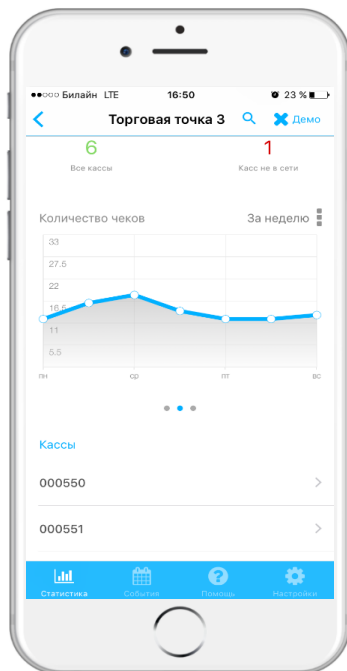 Билайн LTE 16:50 23 %
Торговая точка 3 Демо
6 1
Все кассы Касс не в сети
Количество чеков За неделю
33
27.5
22
16.5
11
5.5
пн ср пт вс
Кассы
000550
000551
Статистика События Помощь Настройки